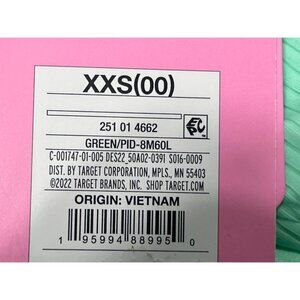 XXS(00)
251 01 4662
GREEN/PID-8M60L
C-001747-01-005 DES22_50A02-0391 S016-0009
DIST. BY TARGET CORPORATION, MPLS., MN 55403
©2022 TARGET BRANDS, INC. SHOP TARGET.COM
ORIGIN: VIETNAM
1 95994 88995 0